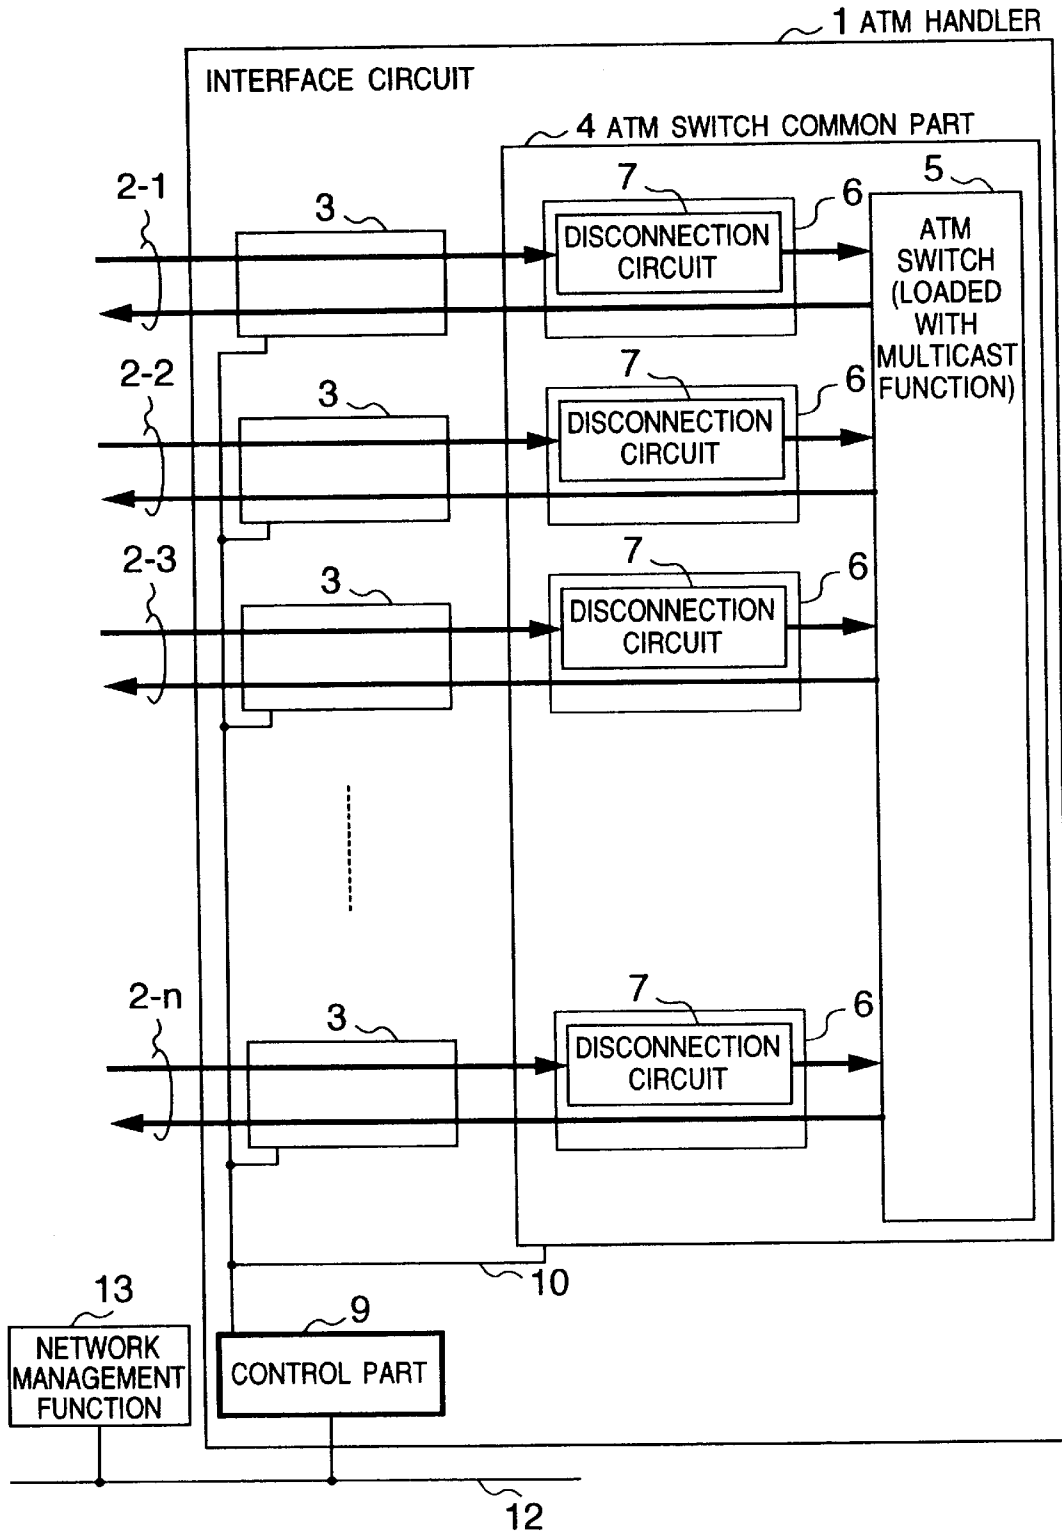 1 ATM HANDLER
INTERFACE CIRCUIT
4 ATM SWITCH COMMON PART
2-1
3
7
6
5
DISCONNECTION
CIRCUIT
ATM
SWITCH
(LOADED
WITH
MULTICAST
FUNCTION)
2-2
3
7
6
DISCONNECTION
CIRCUIT
2-3
3
7
6
DISCONNECTION
CIRCUIT
2-n
3
7
6
DISCONNECTION
CIRCUIT
10
13
9
NETWORK
MANAGEMENT
FUNCTION
CONTROL PART
12